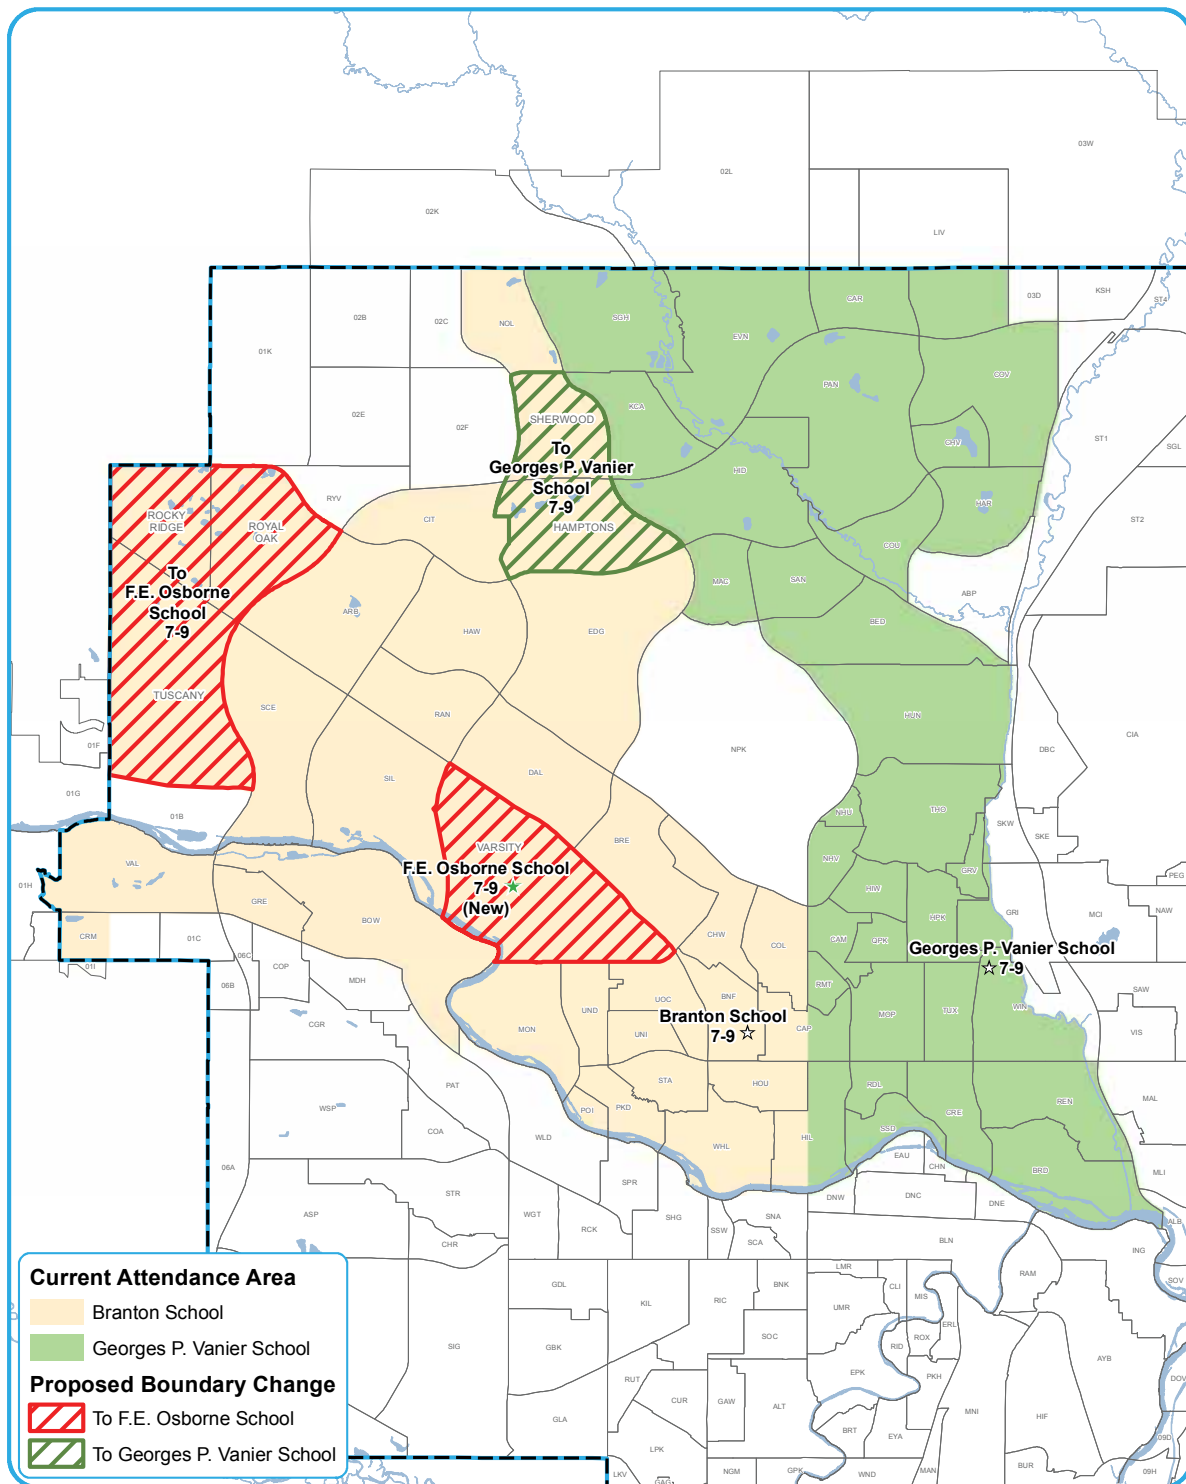 03W
02L
02K
LIV
03D
KSH
ST4
02B
02C
NOL
SGH
CAR
EVN
01K
PAN
COV
02E
02F
SHERWOOD
KCA
CHV
ST1
SGL
To
Georges P. Vanier
School
7-9
HAMPTONS
HID
HAR
RYV
CIT
ST2
ROCKY
RIDGE
ROYAL
OAK
To
F.E. Osborne
School
7-9
TUSCANY
COU
MAC
SAN
ABP
ARB
HAW
EDG
BED
SCE
RAN
HUN
NPK
DBC
CIA
01F
01G
01B
SIL
DAL
VARSITY
F.E. Osborne School
7-9
(New)
BRE
NHU
THO
SKW
SKE
NHV
GRV
PEG
VAL
01H
GRE
BOW
HIW
HPK
GRI
MCI
NAW
CRM
01C
06C
01I
COP
MDH
06B
CHW
COL
CAM
QPK
Georges P. Vanier School
7-9
RMT
WIN
SAW
VIS
UOC
BNF
UND
UNI
MON
Branton School
7-9
CAP
MOP
TUX
CGR
WSP
PAT
COA
STA
HOU
RDL
CRE
REN
MAL
POI
PKD
WHL
HIL
SSD
BRD
MLI
WLD
EAU
CHN
06A
ASP
STR
CHR
SPR
WGT
RCK
SHG
SSW
SNA
SCA
DNW
DNC
DNE
BLN
ALB
ING
SOV
LMR
CLI
MIS
RAM
GDL
KIL
RIC
BNK
UMR
ERL
SIG
GBK
SOC
RID
ROX
AYB
EPK
PKH
DOV
RUT
CUR
GAW
ALT
MNI
HIF
GLA
LPK
BRT
EYA
09D
LKV
GAG
NGM
GPK
WND
MAN
BUR
09H
Current Attendance Area
Branton School
Georges P. Vanier School
Proposed Boundary Change
To F.E. Osborne School
To Georges P. Vanier School